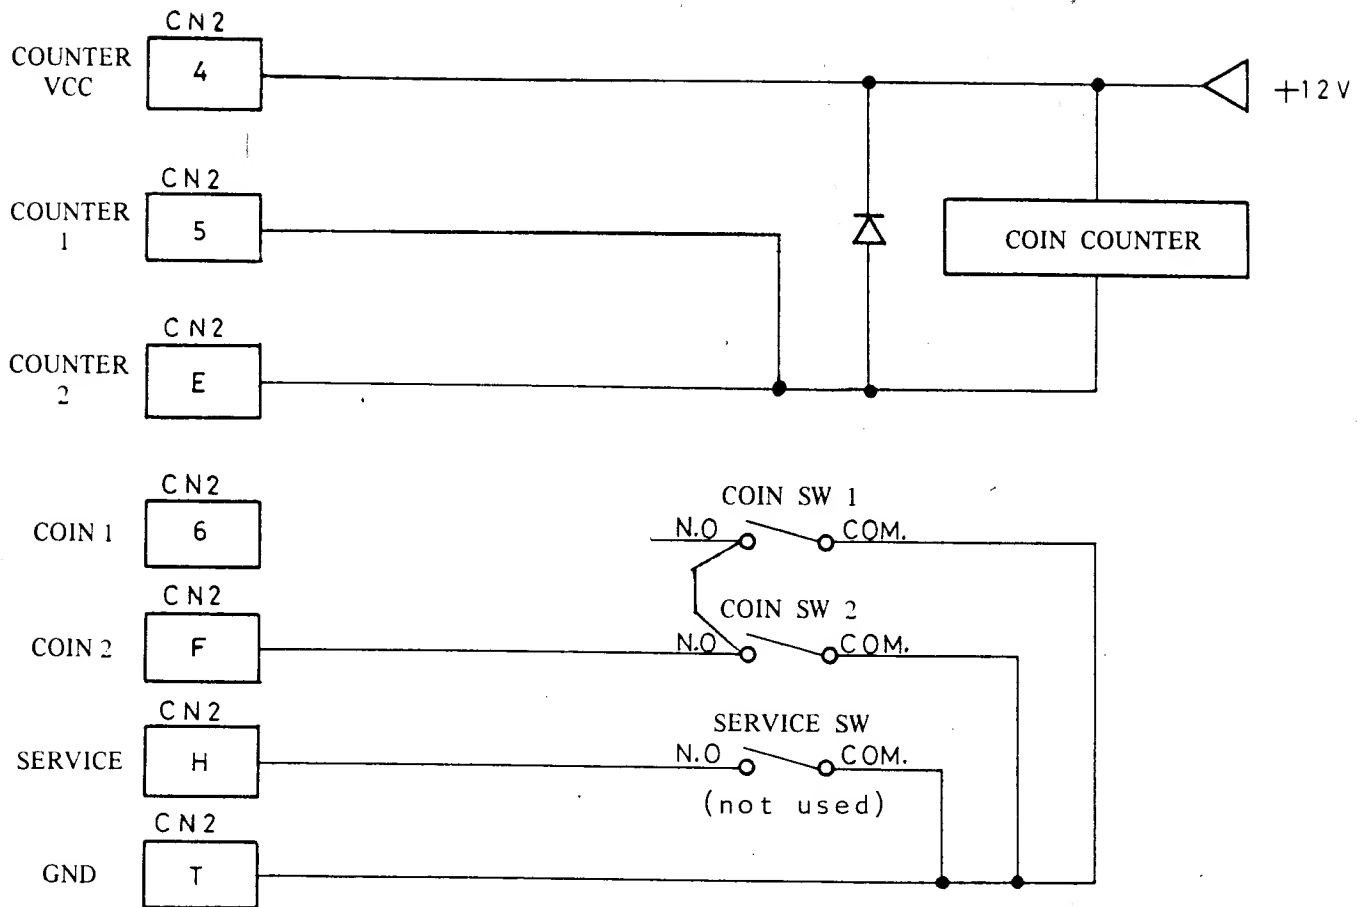 CN2
COUNTER
VCC
4
+12V
CN2
COUNTER
1
5
COIN COUNTER
CN2
COUNTER
2
E
CN2
COIN 1
6
COIN SW 1
N.O
COM.
CN2
COIN 2
F
COIN SW 2
N.O
COM.
CN2
SERVICE
H
SERVICE SW
N.O
COM.
(not used)
CN2
GND
T